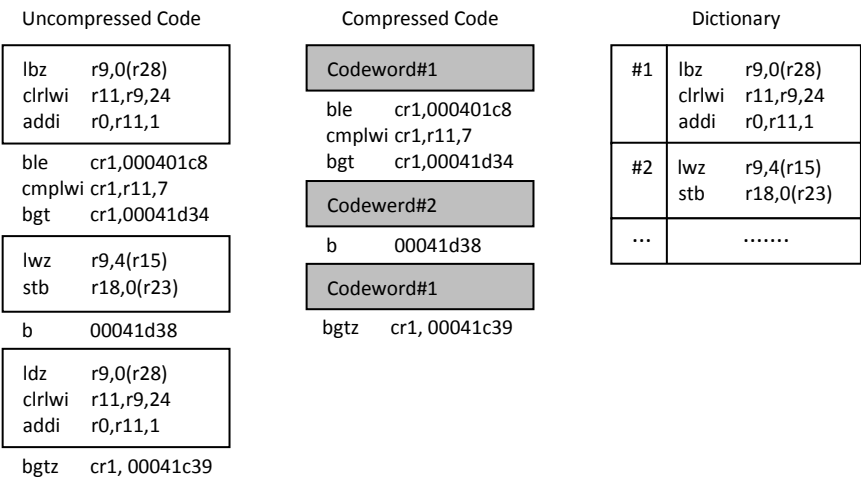 Uncompressed Code
lbz r9,0(r28)
clrlwi r11,r9,24
addi r0,r11,1
ble cr1,000401c8
cmplwi cr1,r11,7
bgt cr1,00041d34
lwz r9,4(r15)
stb r18,0(r23)
b 00041d38
ldz r9,0(r28)
clrlwi r11,r9,24
addi r0,r11,1
bgtz cr1, 00041c39
Compressed Code
Codeword#1
ble cr1,000401c8
cmplwi cr1,r11,7
bgt cr1,00041d34
Codewerd#2
b 00041d38
Codeword#1
bgtz cr1, 00041c39
Dictionary
#1 lbz r9,0(r28)
clrlwi r11,r9,24
addi r0,r11,1
#2 lwz r9,4(r15)
stb r18,0(r23)
... .......